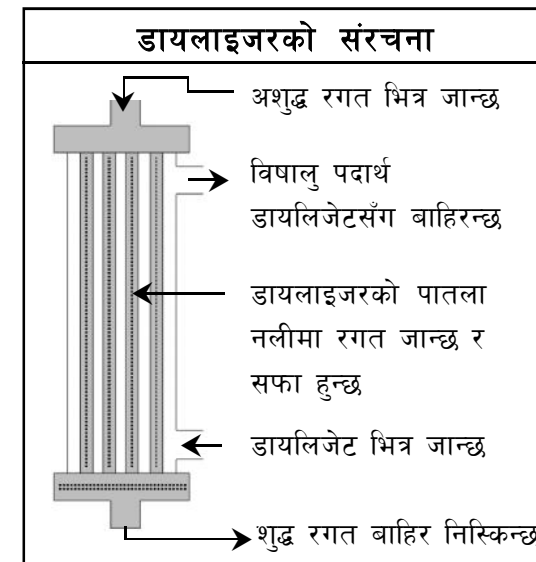 डायलाइजरको संरचना
अशुद्ध रगत भित्र जान्छ
विषालु पदार्थ
डायलिजेटसँग बाहिरन्छ
डायलाइजरको पातला
नलीमा रगत जान्छ र
सफा हुन्छ
डायलिजेट भित्र जान्छ
शुद्ध रगत बाहिर निस्किन्छ